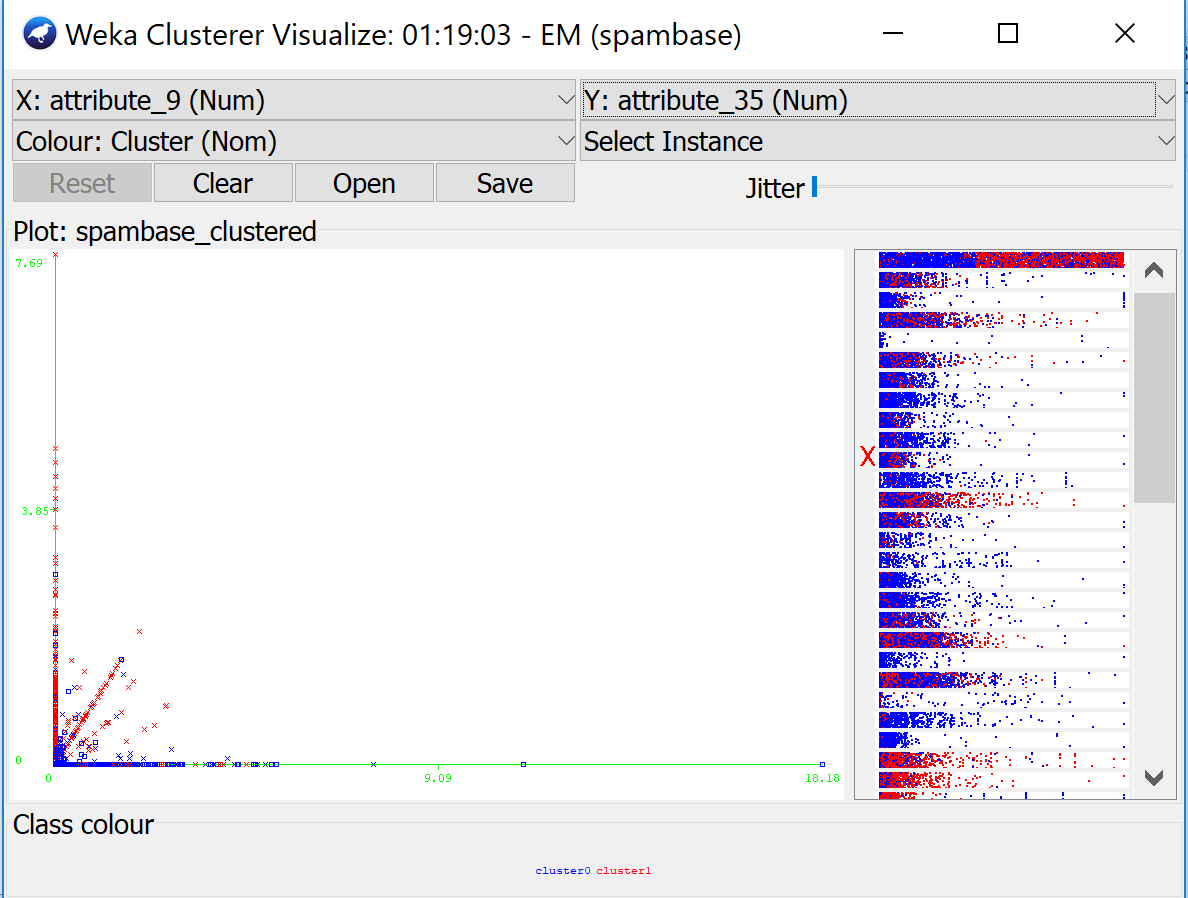 Weka Clusterer Visualize: 01:19:03 - EM (spambase)
X: attribute_9 (Num) Y: attribute_35 (Num)
Colour: Cluster (Nom) Select Instance
Reset Clear Open Save Jitter
Plot: spambase_clustered
7.69
3.85
0
0 9.09 18.18
X
Class colour
cluster0 cluster1